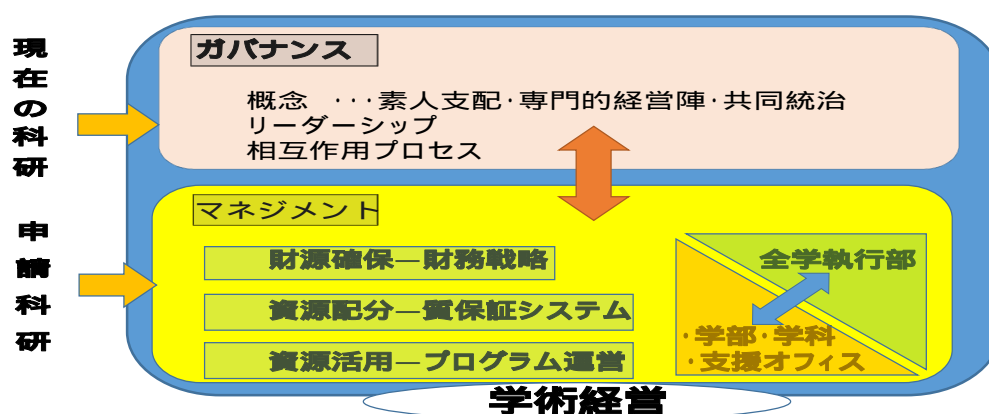 現在の科研
申請科研
ガバナンス
概念 ･･･素人支配･専門的経営陣･共同統治
リーダーシップ
相互作用プロセス
マネジメント
財源確保―財務戦略
資源配分―質保証システム
資源活用―プログラム運営
全学執行部
･学部･学科
･支援オフィス
学術経営